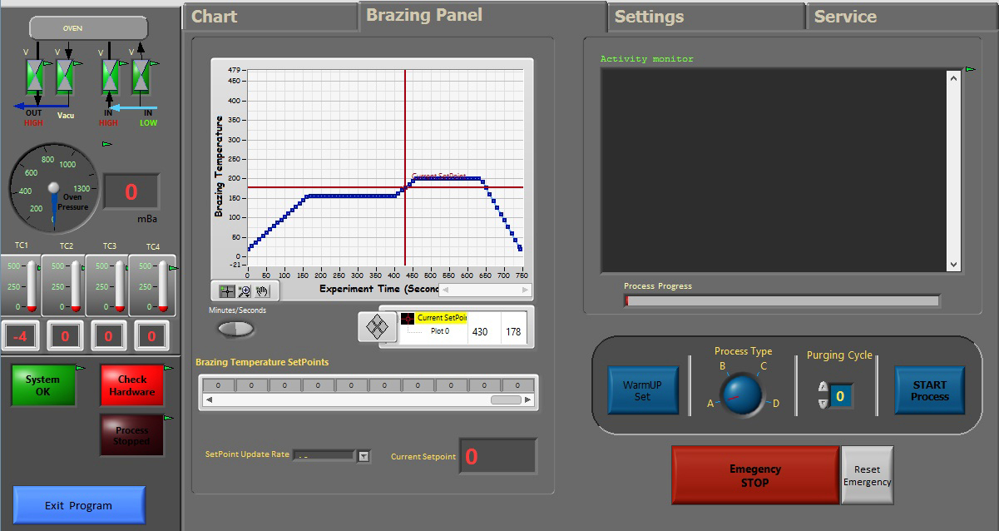 Chart
Brazing Panel
Settings
Service
OVEN
V V V V
OUT
HIGH
Vacu
IN
HIGH
IN
LOW
800
1000
600
400
1300
200
0
Oven
Pressure
0
mBa
TC1 TC2 TC3 TC4
500 500 500 500
250 250 250 250
0 0 0 0
-4 0 0 0
System
OK
Check
Hardware
Process
Stopped
Exit Program
Brazing Temperature
479
450
400
350
300
250
200
150
100
50
0
-21
Current SetPoint
0 50 100 150 200 250 300 350 400 450 500 550 600 650 700 750
Experiment Time (Seconc
Minutes/Seconds
Current SetPoin
Plot 0
430
178
Brazing Temperature SetPoints
0 0 0 0 0 0 0 0 0 0
SetPoint Update Rate
. -
Current Setpoint
0
Activity monitor
Process Progress
WarmUP
Set
Process Type
A
B
C
D
Purging Cycle
0
START
Process
Emegency
STOP
Reset
Emergency